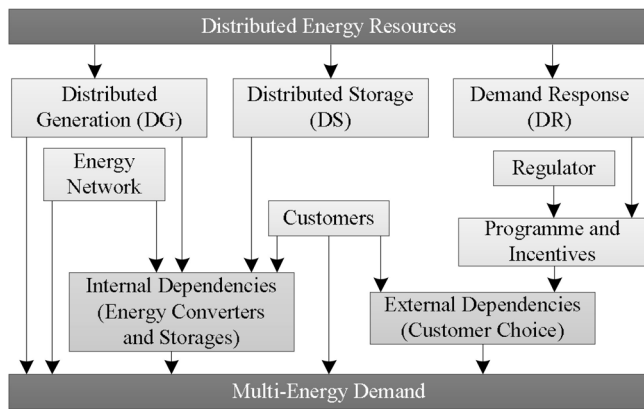 Distributed Energy Resources
Distributed
Generation (DG)
Distributed Storage
(DS)
Demand Response
(DR)
Energy
Network
Regulator
Customers
Programme and
Incentives
Internal Dependencies
(Energy Converters
and Storages)
External Dependencies
(Customer Choice)
Multi-Energy Demand